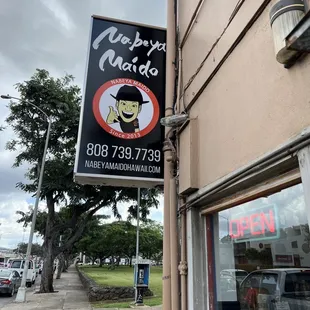 Nabeya
Maido
NABEYA MAIDO
since 2013
808 739.7739
NABEYAMAIDOHAWAII.COM
OPEN